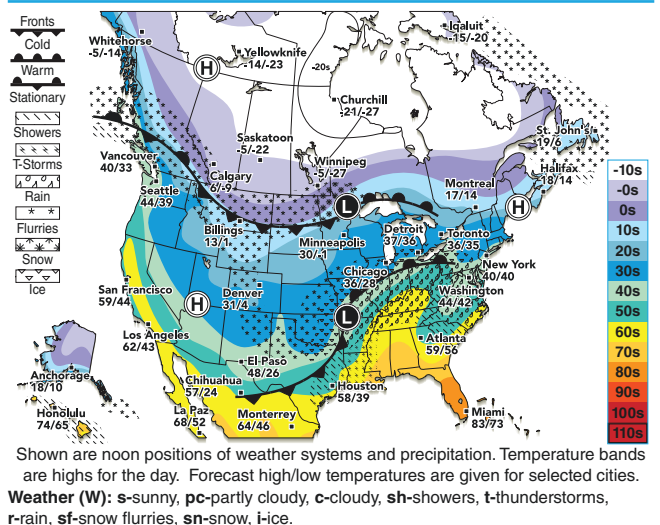 Fronts
Cold
Warm
Stationary
Showers
T-Storms
Rain
Flurries
Snow
Ice
Whitehorse
-5/-14
Yellowknife
-14/-23
Iqaluit
-15/-20
H
-20s
Churchill
-21/-27
Saskatoon
-5/-22
Winnipeg
-5/-27
St. John's
19/6
Vancouver
40/33
Calgary
6/-9
Halifax
18/14
Seattle
44/39
Montreal
17/14
L
H
Billings
13/1
Minneapolis
30/-1
Detroit
37/36
Toronto
36/35
Chicago
36/28
New York
40/40
San Francisco
59/44
H
Denver
31/4
Washington
44/42
L
Los Angeles
62/43
Atlanta
59/56
El Paso
48/26
Chihuahua
57/24
Houston
58/39
Anchorage
18/10
Honolulu
74/65
La Paz
68/52
Monterrey
64/46
Miami
83/73
-10s
-0s
0s
10s
20s
30s
40s
50s
60s
70s
80s
90s
100s
110s
Shown are noon positions of weather systems and precipitation. Temperature bands
are highs for the day. Forecast high/low temperatures are given for selected cities.
Weather (W): s-sunny, pc-partly cloudy, c-cloudy, sh-showers, t-thunderstorms,
r-rain, sf-snow flurries, sn-snow, i-ice.